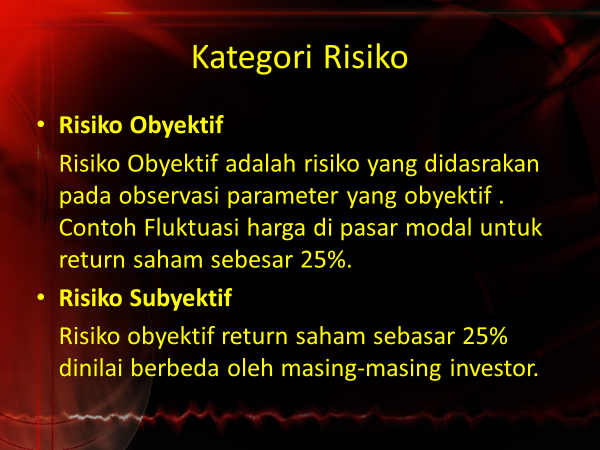 Kategori Risiko
• Risiko Obyektif
Risiko Obyektif adalah risiko yang didasrakan
pada observasi parameter yang obyektif .
Contoh Fluktuasi harga di pasar modal untuk
return saham sebesar 25%.
• Risiko Subyektif
Risiko obyektif return saham sebasar 25%
dinilai berbeda oleh masing-masing investor.